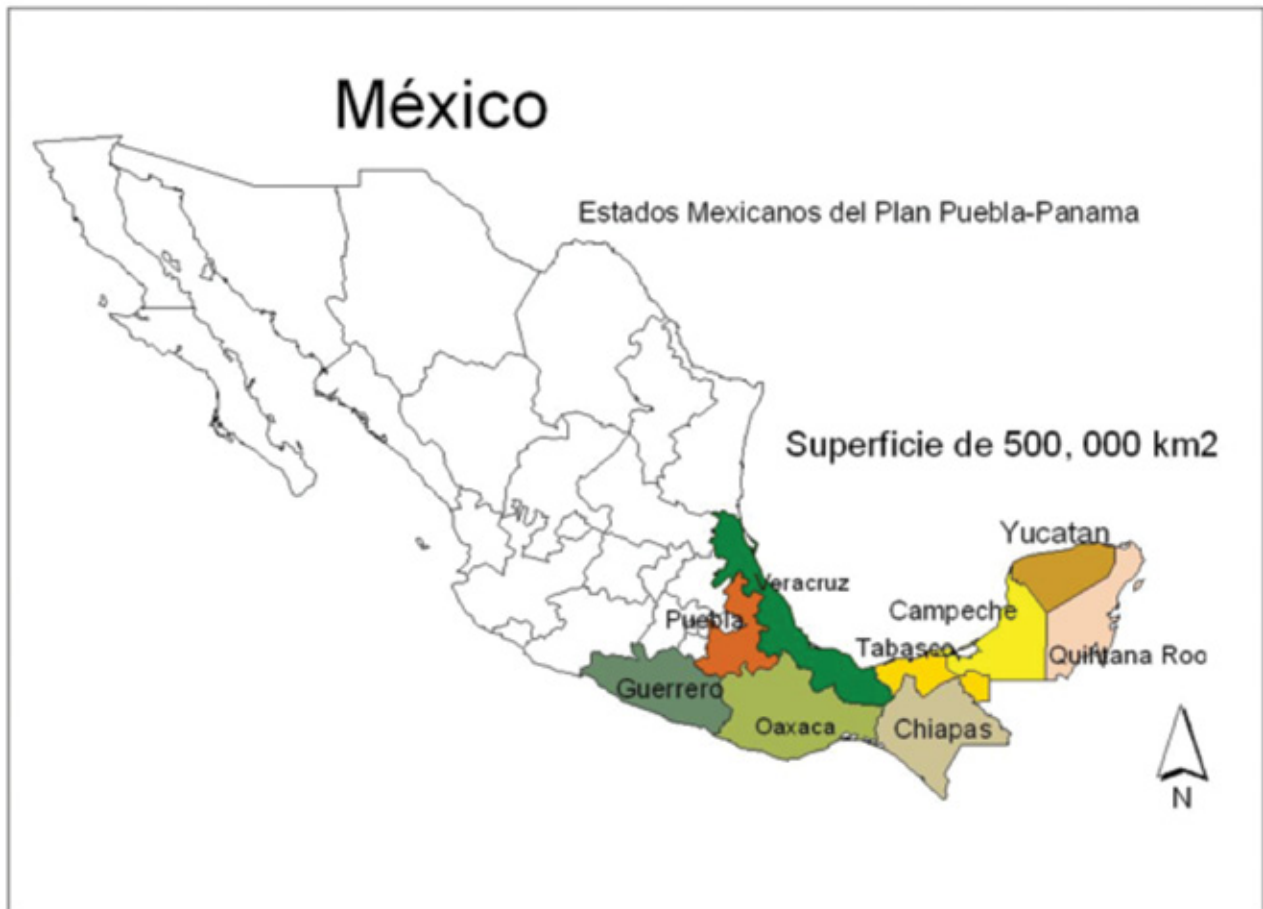 México
Estados Mexicanos del Plan Puebla-Panama
Superficie de 500, 000 km2
Yucatan
Veracruz
Campeche
Puebla
Tabasco
Quintana Roo
Guerrero
Oaxaca
Chiapas
N